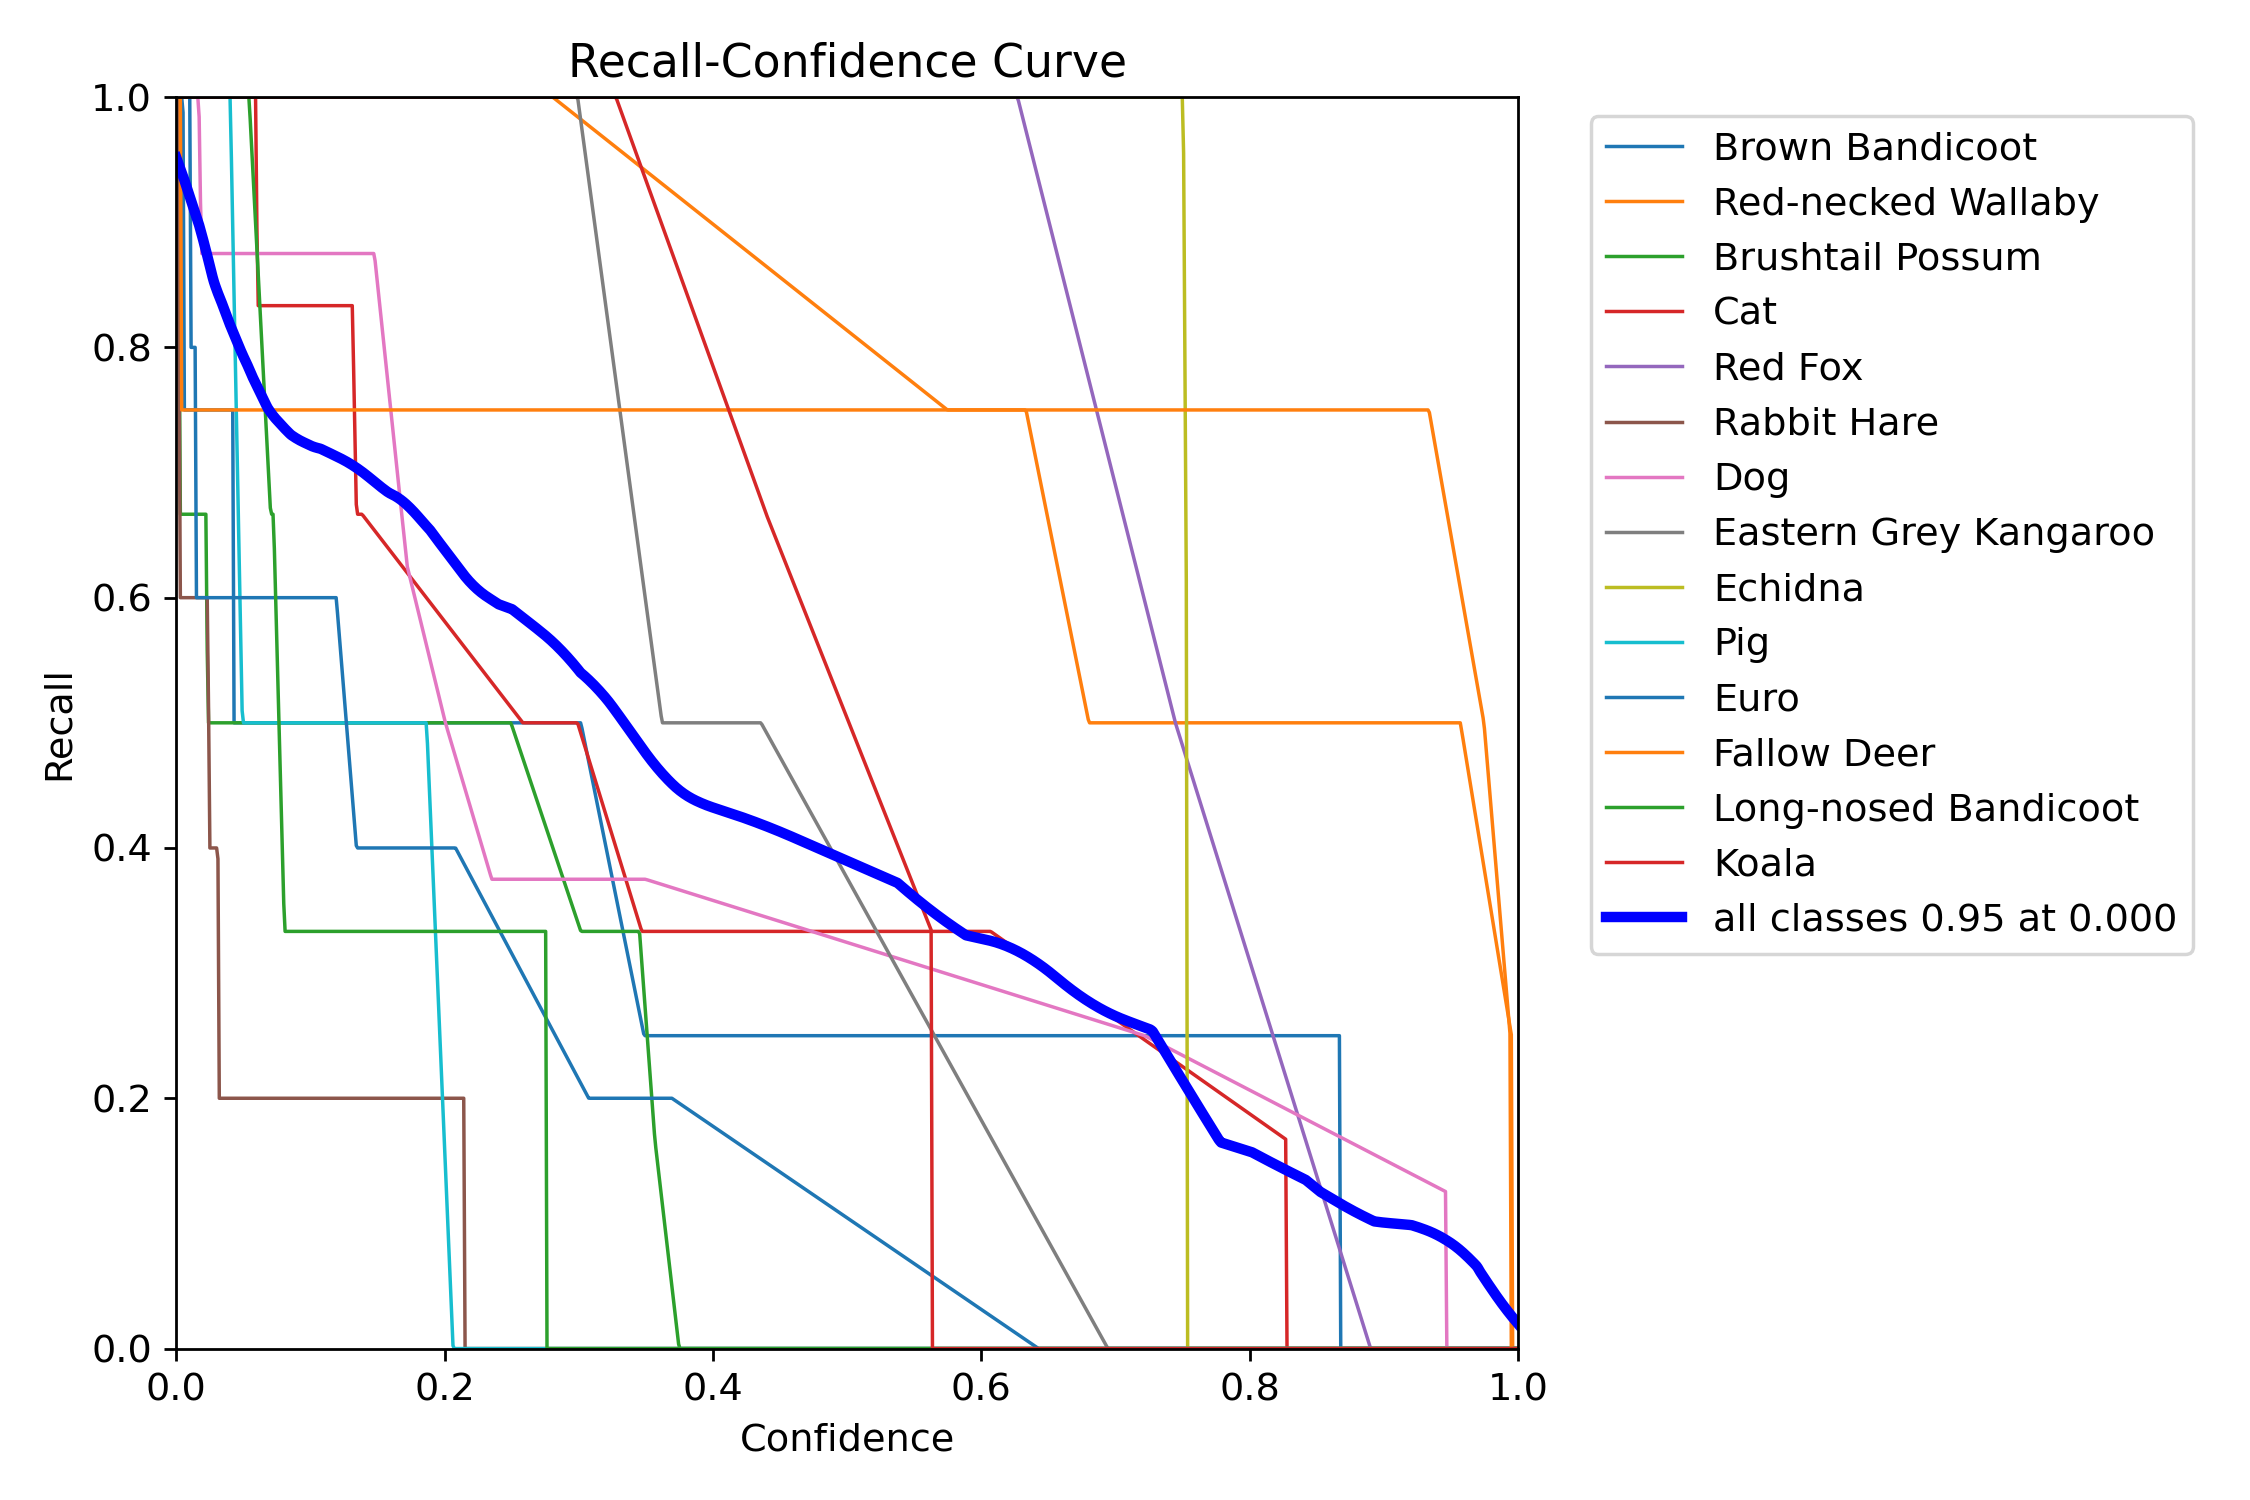 Recall-Confidence Curve
1.0
0.8
0.6
0.4
0.2
0.0
Recall
0.0 0.2 0.4 0.6 0.8 1.0
Confidence
Brown Bandicoot
Red-necked Wallaby
Brushtail Possum
Cat
Red Fox
Rabbit Hare
Dog
Eastern Grey Kangaroo
Echidna
Pig
Euro
Fallow Deer
Long-nosed Bandicoot
Koala
all classes 0.95 at 0.000